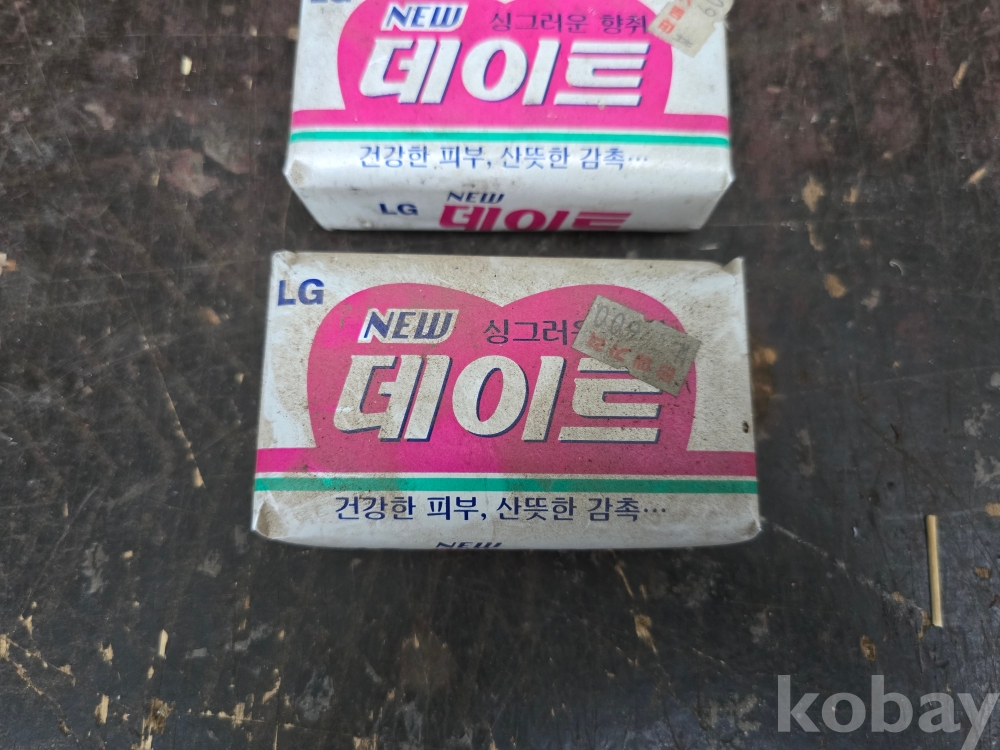 LG
NEW 싱그러운 향취
데이트
건강한 피부, 산뜻한 감촉…
LG NEW 데이트
LG
NEW 싱그러
데이트
건강한 피부, 산뜻한 감촉…
NEW
kobay